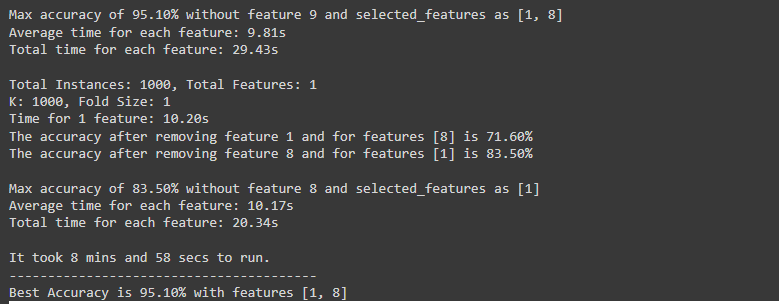 Max accuracy of 95.10% without feature 9 and selected_features as [1, 8]
Average time for each feature: 9.81s
Total time for each feature: 29.43s
Total Instances: 1000, Total Features: 1
K: 1000, Fold Size: 1
Time for 1 feature: 10.20s
The accuracy after removing feature 1 and for features [8] is 71.60%
The accuracy after removing feature 8 and for features [1] is 83.50%
Max accuracy of 83.50% without feature 8 and selected_features as [1]
Average time for each feature: 10.17s
Total time for each feature: 20.34s
It took 8 mins and 58 secs to run.
----------------------------------------
Best Accuracy is 95.10% with features [1, 8]